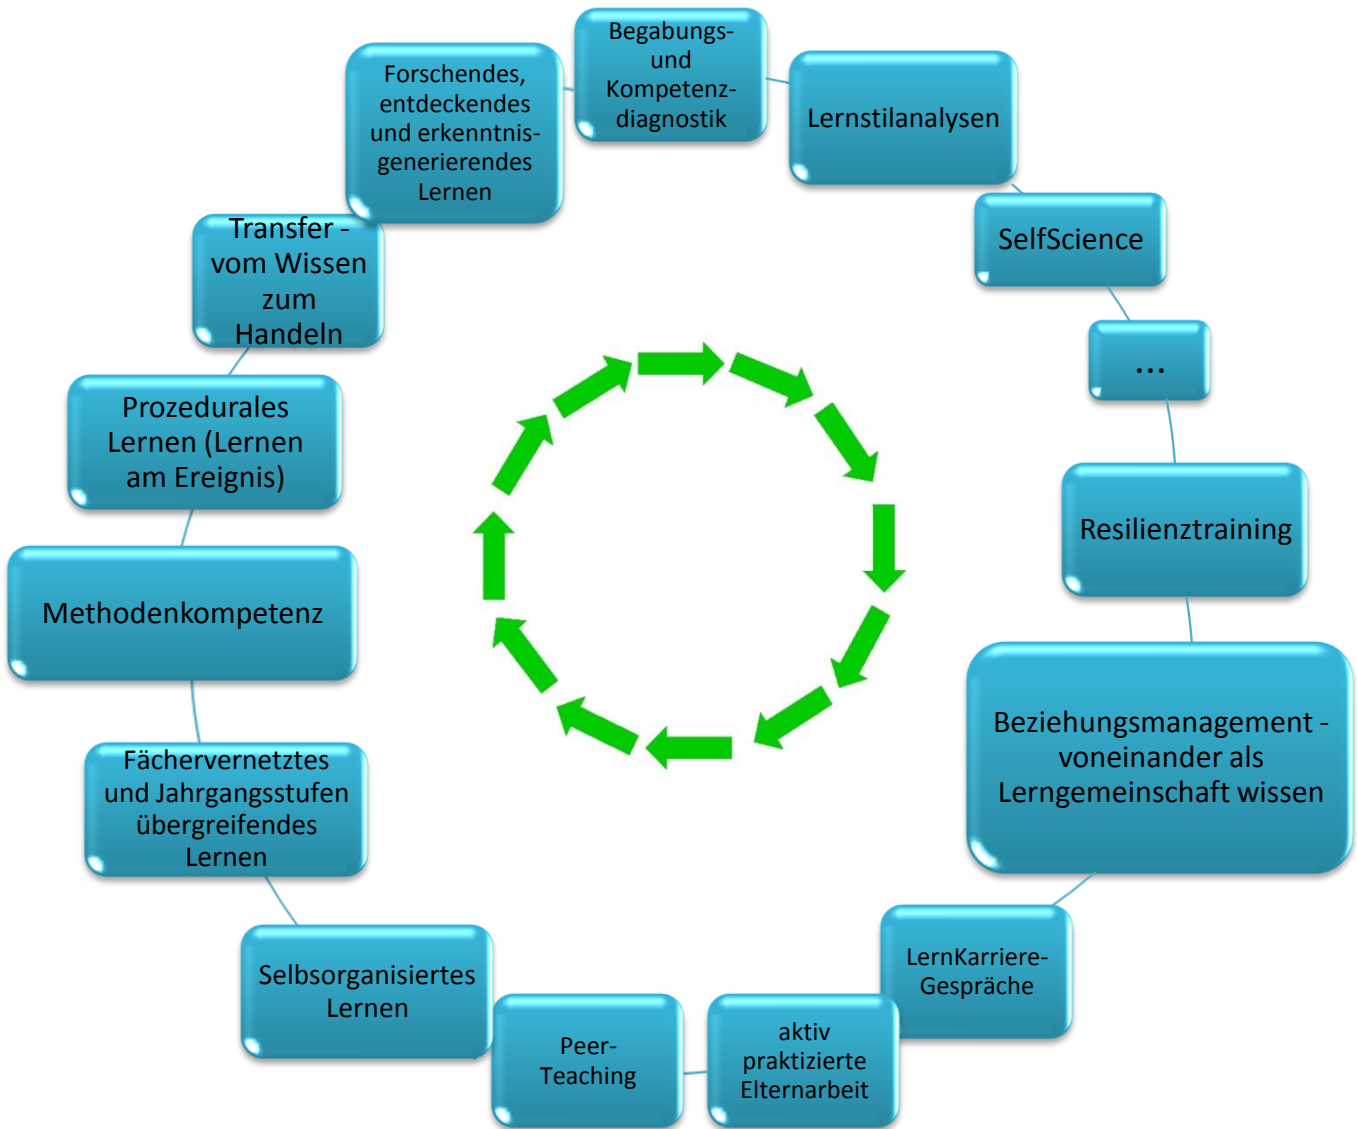 Begabungs-
und
Kompetenz-
diagnostik
Lernstilanalysen
SelfScience
...
Resilienztraining
Beziehungsmanagement -
voneinander als
Lerngemeinschaft wissen
LernKarriere-
Gespräche
aktiv
praktizierte
Elternarbeit
Peer-
Teaching
Selbsorganisiertes
Lernen
Fächervernetztes
und Jahrgangsstufen
übergreifendes
Lernen
Methodenkompetenz
Prozedurales
Lernen (Lernen
am Ereignis)
Transfer -
vom Wissen
zum
Handeln
Forschendes,
entdeckendes
und erkenntnis-
generierendes
Lernen